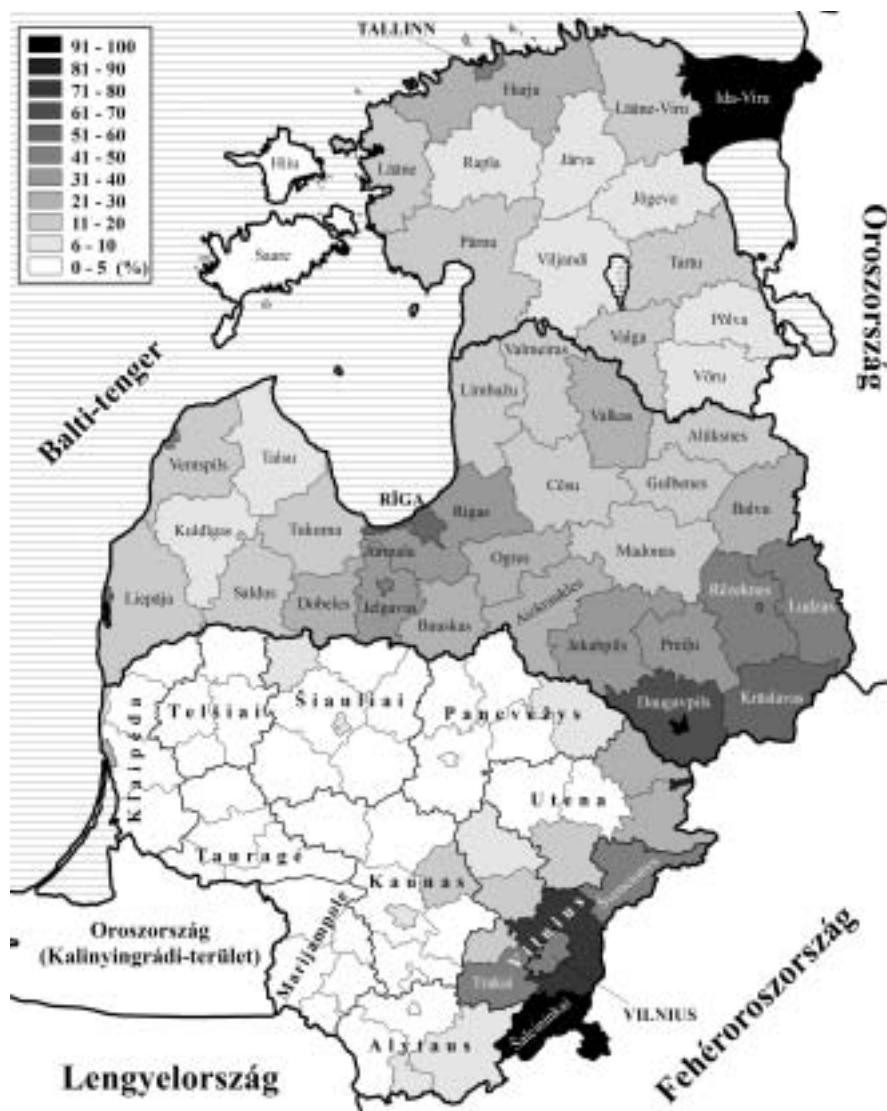 91 - 100
81 - 90
71 - 80
61 - 70
51 - 60
41 - 50
31 - 40
21 - 30
11 - 20
6 - 10
0 - 5 (%)
TALLINN
Harju
Lääne-Viru
Ida-Viru
Hiiu
Lääne
Rapla
Järva
Jõgeva
Saare
Pärnu
Viljandi
Tartu
Oroszország
Valga
Põlva
Võru
Balti-tenger
Valmieras
Limbažu
Valkas
Alūksnes
Ventspils
Talsu
RĪGA
Rīgas
Cēsu
Gulbenes
Balvu
Kuldīgas
Tukuma
Jūrmala
Ogres
Madonas
Liepāja
Saldus
Dobeles
Jelgavas
Bauskas
Aizkraukles
Jēkabpils
Preiļu
Rēzeknes
Ludzas
Daugavpils
Krāslavas
Klaipėda
Telšiai
Šiauliai
Panevėžys
Utena
Tauragė
Kaunas
Vilnius
Marijampolė
Trakai
Oroszország
(Kalinyingrádi-terület)
Šalčininkai
VILNIUS
Alytaus
Lengyelország
Fehéroroszország